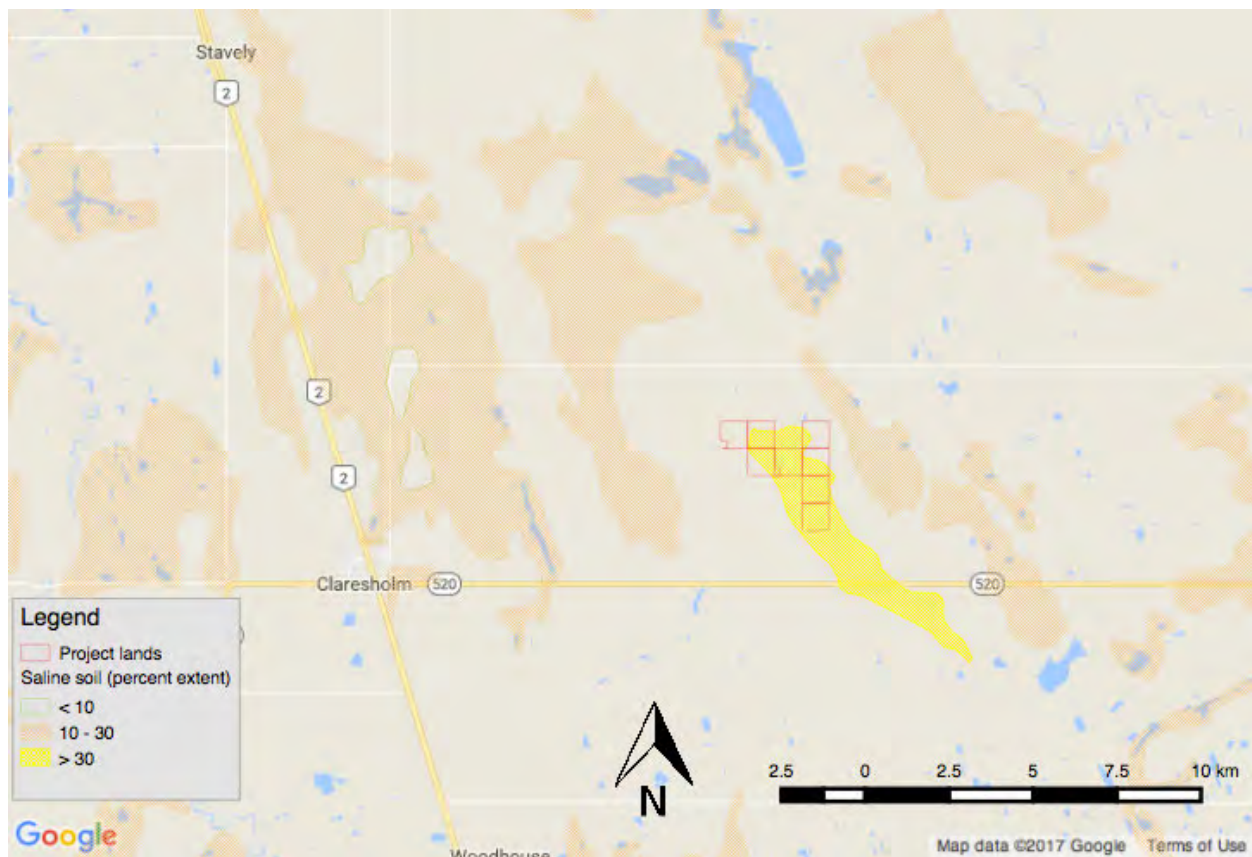 Stavely
2
2
2
Claresholm
520
520
Legend
Project lands
Saline soil (percent extent)
< 10
10 - 30
> 30
2.5 0 2.5 5 7.5 10 km
N
Google
Woodhouse
Map data ©2017 Google Terms of Use